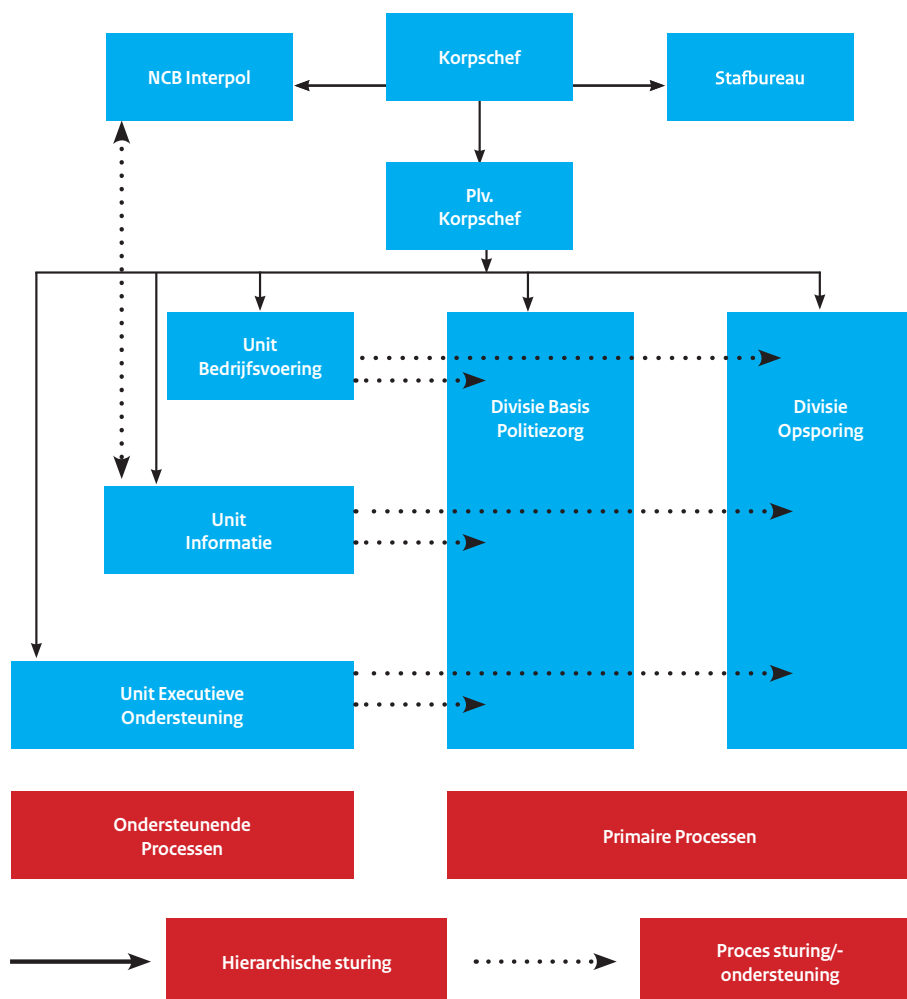 Korpschef
NCB Interpol
Stafbureau
Plv.
Korpschef
Unit
Bedrijfsvoering
Divisie Basis
Politiezorg
Divisie
Opsporing
Unit
Informatie
Unit Executieve
Ondersteuning
Ondersteunende
Processen
Primaire Processen
Hierarchische sturing
Proces sturing/-
ondersteuning